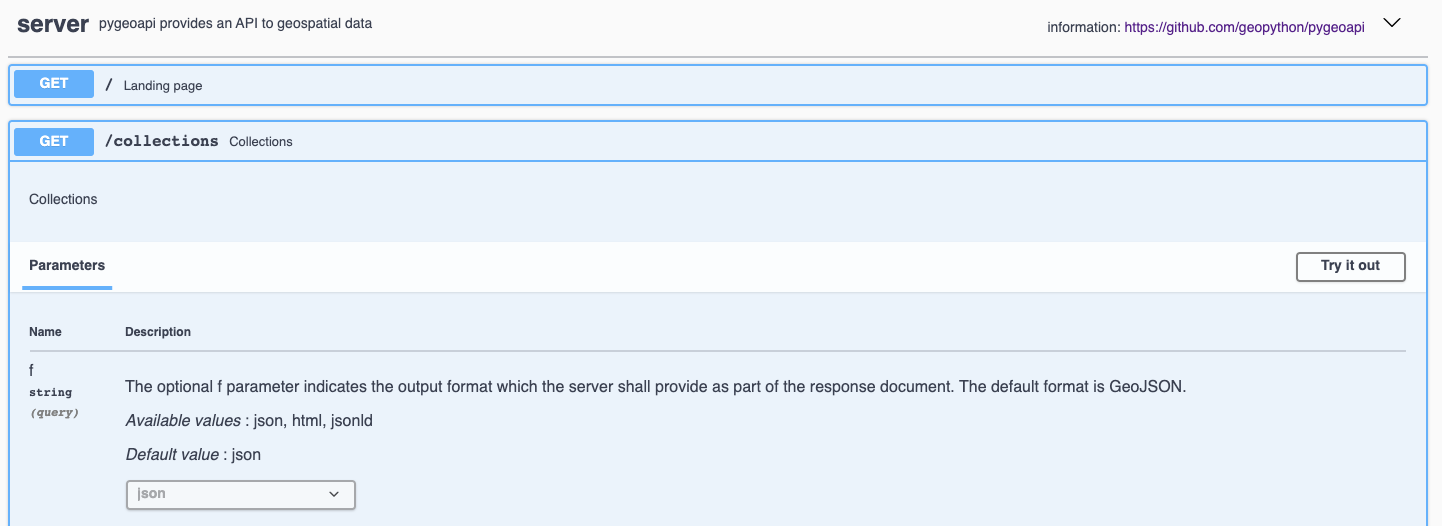 server pygeoapi provides an API to geospatial data information: https://github.com/geopython/pygeoapi
GET / Landing page
GET /collections Collections
Collections
Parameters Try it out
Name Description
f
string
(query)
The optional f parameter indicates the output format which the server shall provide as part of the response document. The default format is GeoJSON.
Available values : json, html, jsonld
Default value : json
json